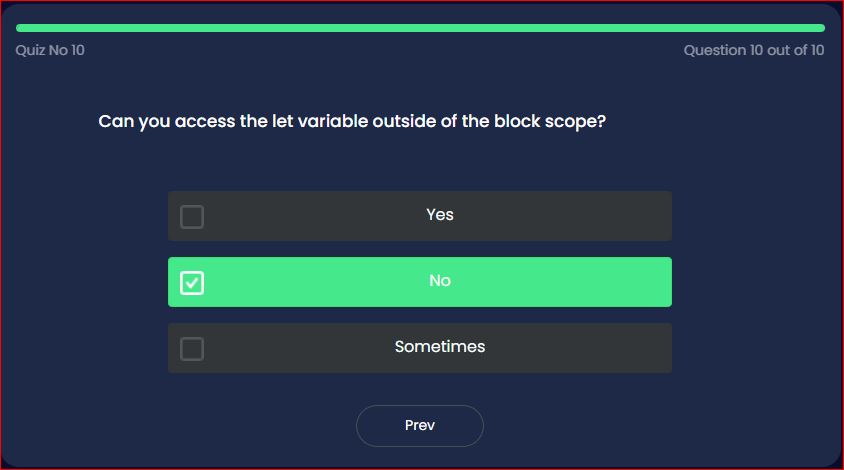 Quiz No 10
Question 10 out of 10
Can you access the let variable outside of the block scope?
Yes
No
Sometimes
Prev